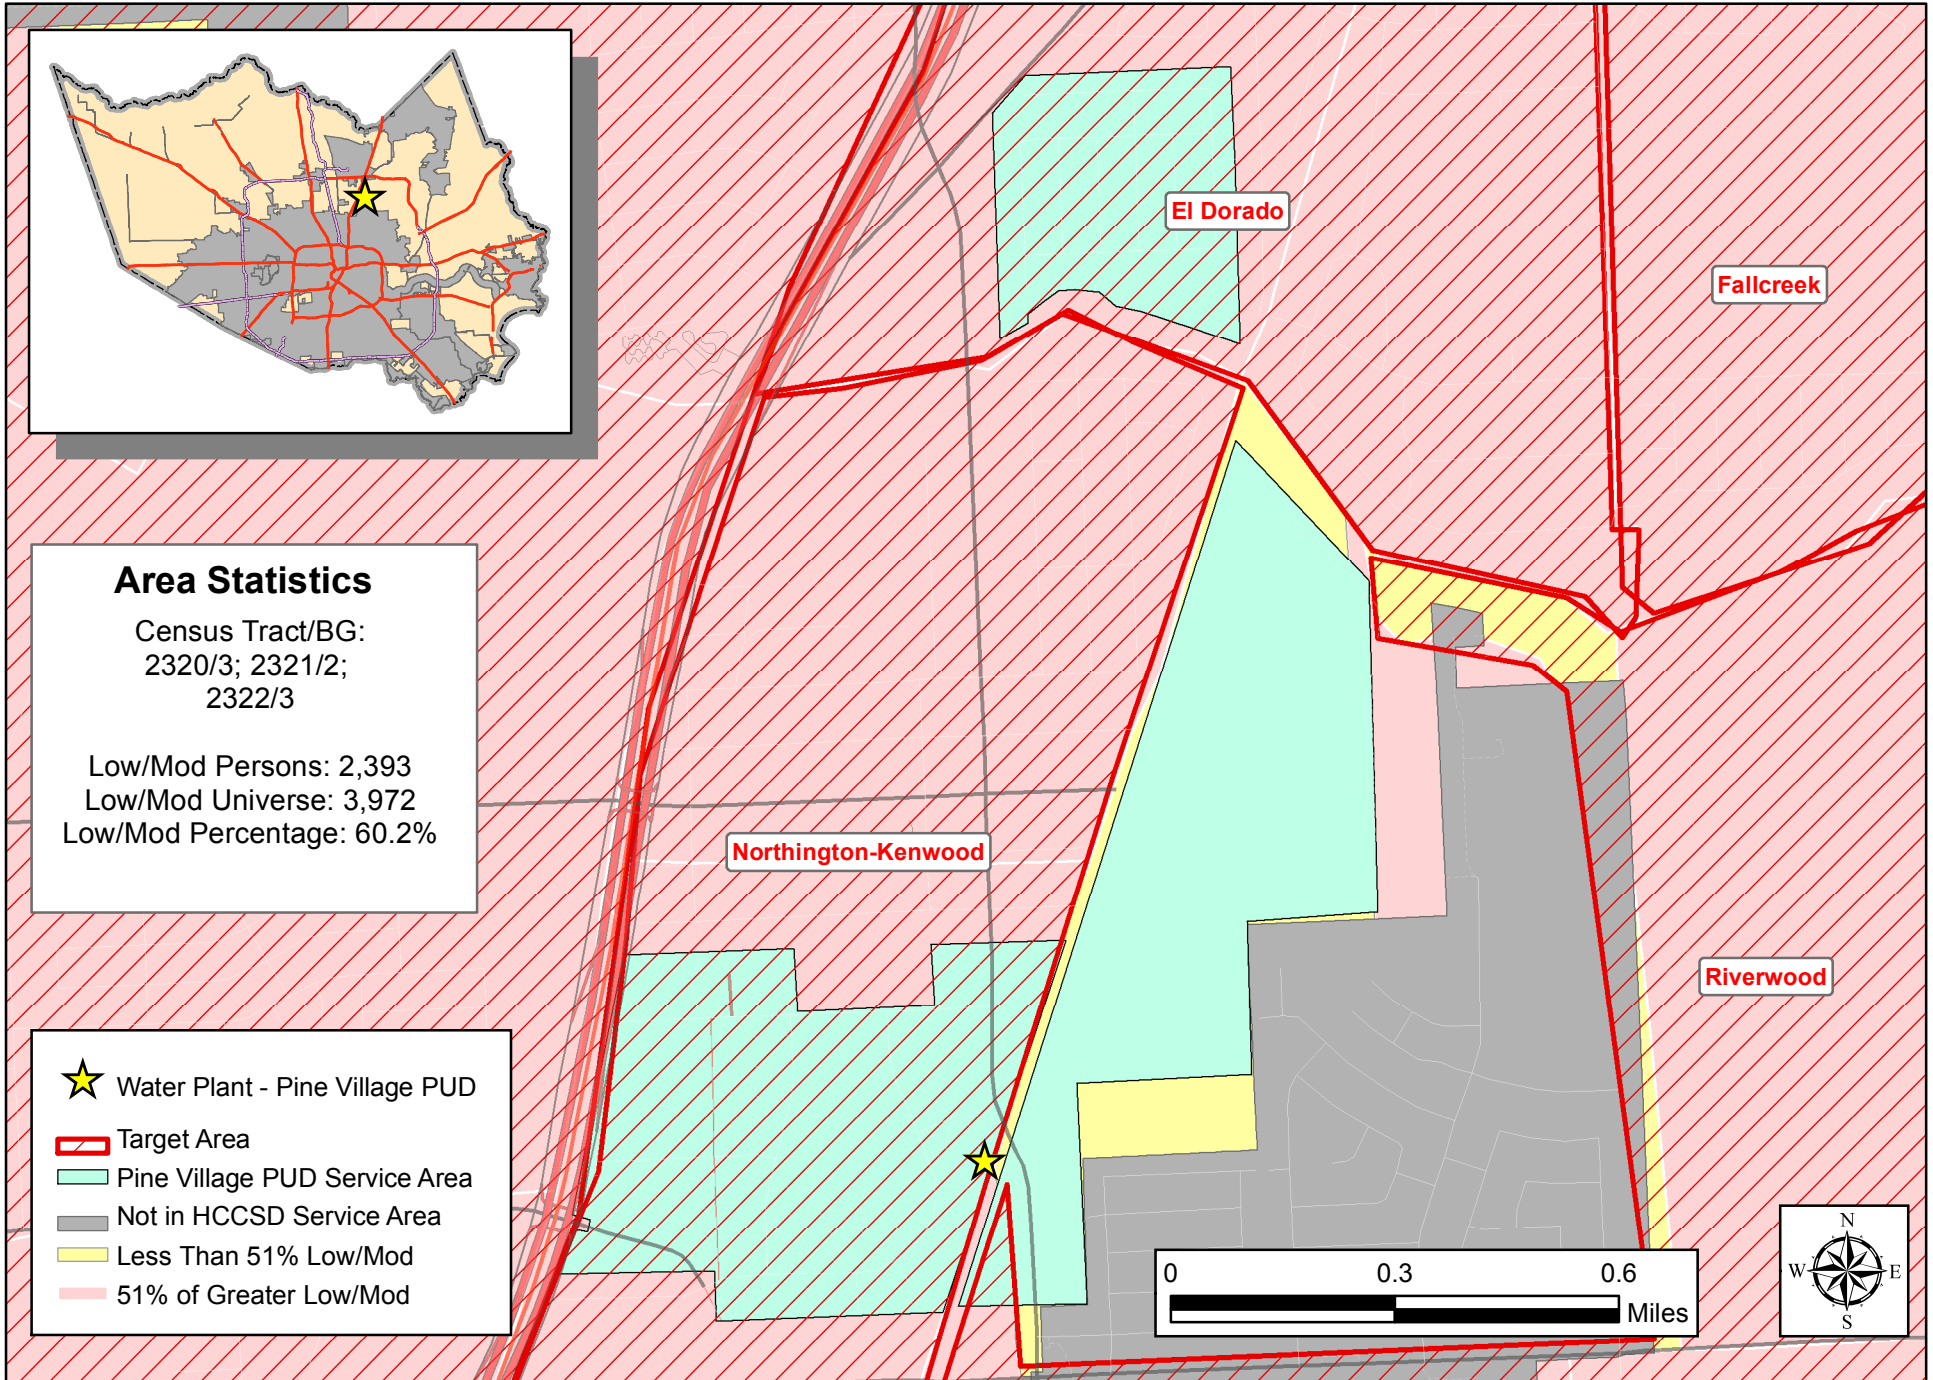 El Dorado
Fallcreek
Area Statistics
Census Tract/BG:
2320/3; 2321/2;
2322/3
Low/Mod Persons: 2,393
Low/Mod Universe: 3,972
Low/Mod Percentage: 60.2%
Northington-Kenwood
Riverwood
Water Plant - Pine Village PUD
Target Area
Pine Village PUD Service Area
Not in HCCSD Service Area
Less Than 51% Low/Mod
51% of Greater Low/Mod
0 0.3 0.6
Miles
N
W E
S